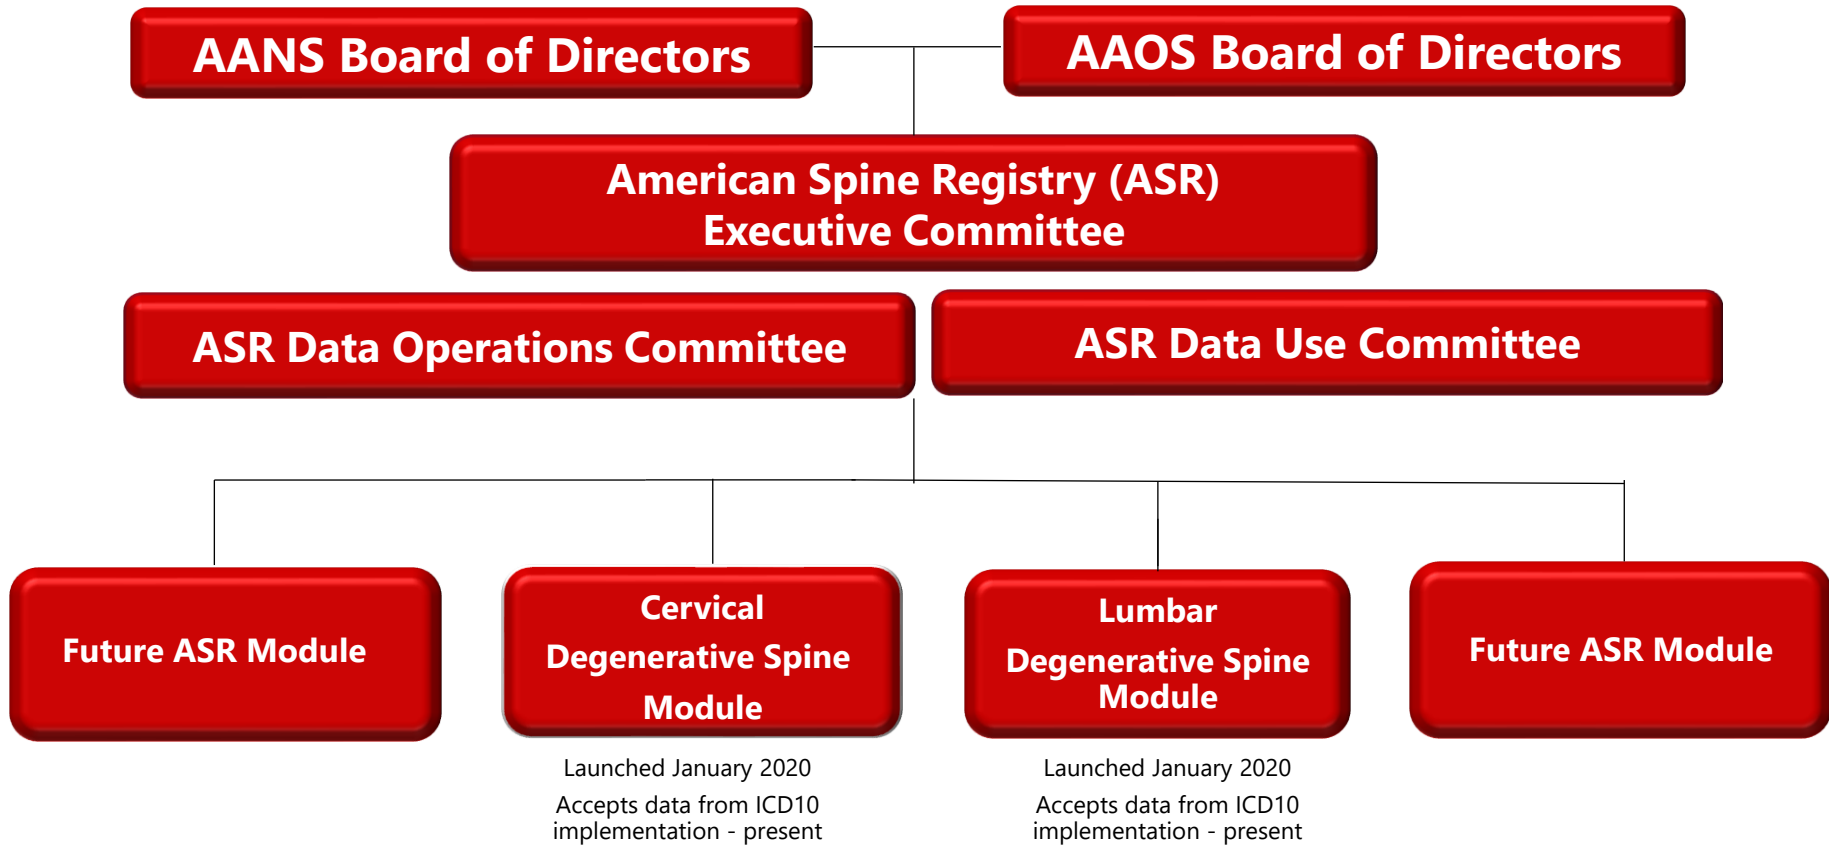 AANS Board of Directors
AAOS Board of Directors
American Spine Registry (ASR)
Executive Committee
ASR Data Operations Committee
ASR Data Use Committee
Future ASR Module
Cervical
Degenerative Spine
Module
Lumbar
Degenerative Spine
Module
Future ASR Module
Launched January 2020
Accepts data from ICD10
implementation - present
Launched January 2020
Accepts data from ICD10
implementation - present